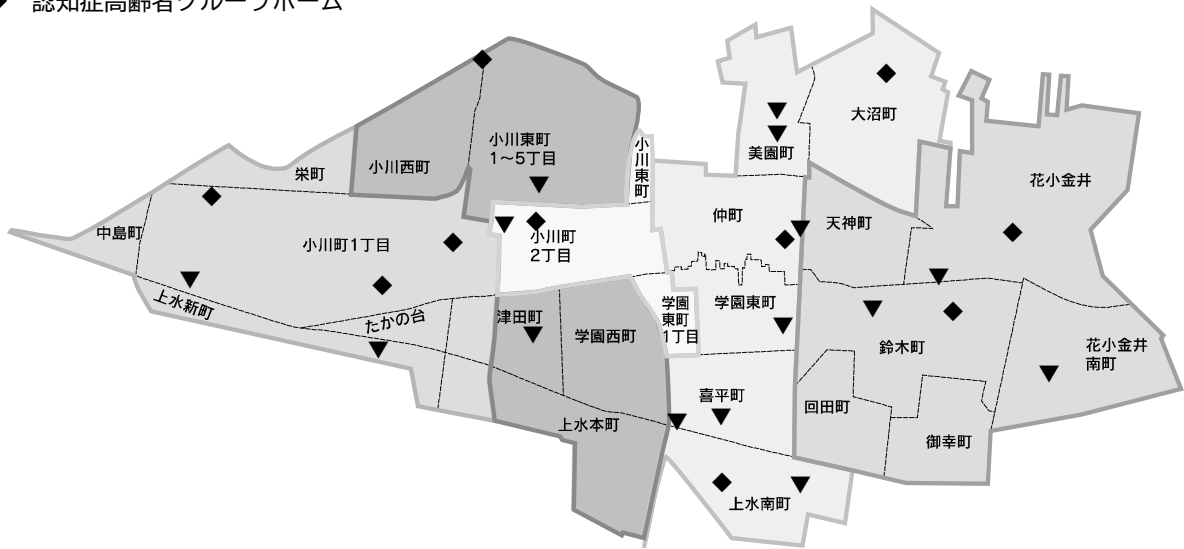 ◆ 認知症高齢者グループホーム
大沼町
小川東町
1～5丁目
小川東町
美園町
小川西町
栄町
花小金井
中島町
小川町1丁目
小川町
2丁目
仲町
天神町
上水新町
たかの台
津田町
学園西町
学園
東町
1丁目
学園東町
鈴木町
花小金井
南町
喜平町
回田町
上水本町
御幸町
上水南町